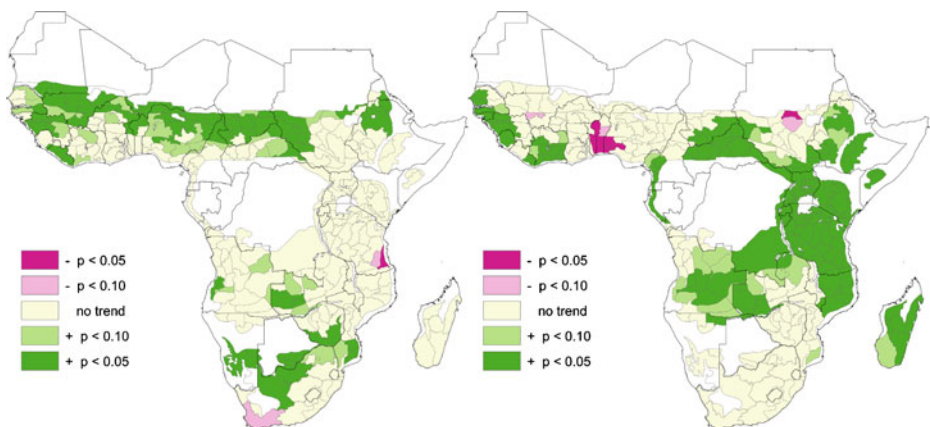 - p < 0.05
- p < 0.10
no trend
+ p < 0.10
+ p < 0.05
- p < 0.05
- p < 0.10
no trend
+ p < 0.10
+ p < 0.05